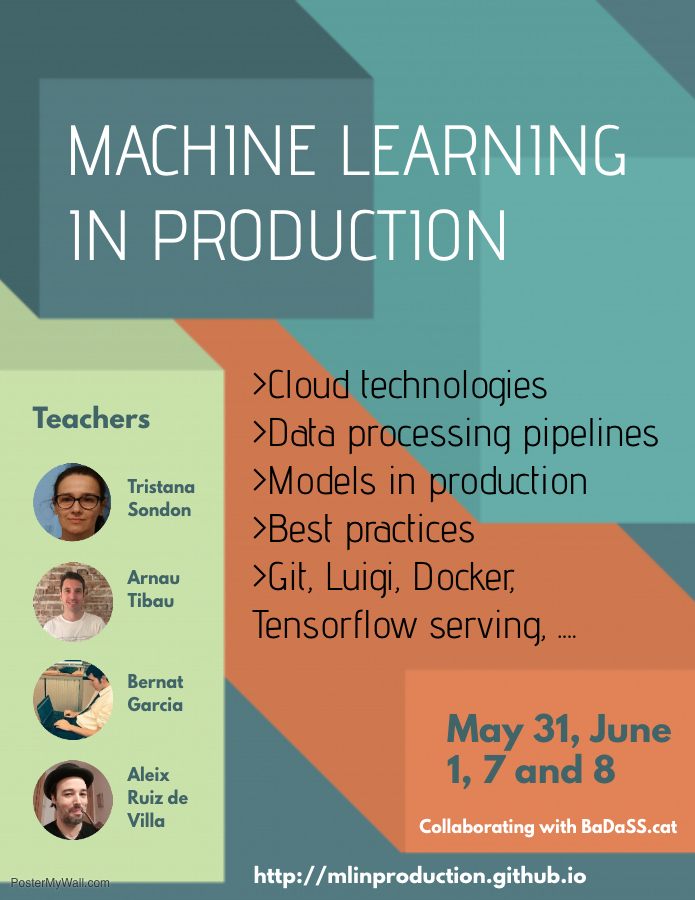 MACHINE LEARNING
IN PRODUCTION
Teachers
Tristana
Sondon
Arnau
Tibau
Bernat
Garcia
Aleix
Ruiz de
Villa
>Cloud technologies
>Data processing pipelines
>Models in production
>Best practices
>Git, Luigi, Docker,
Tensorflow serving, ....
May 31, June
1, 7 and 8
Collaborating with BaDaSS.cat
http://mlinproduction.github.io
PosterMyWall.com